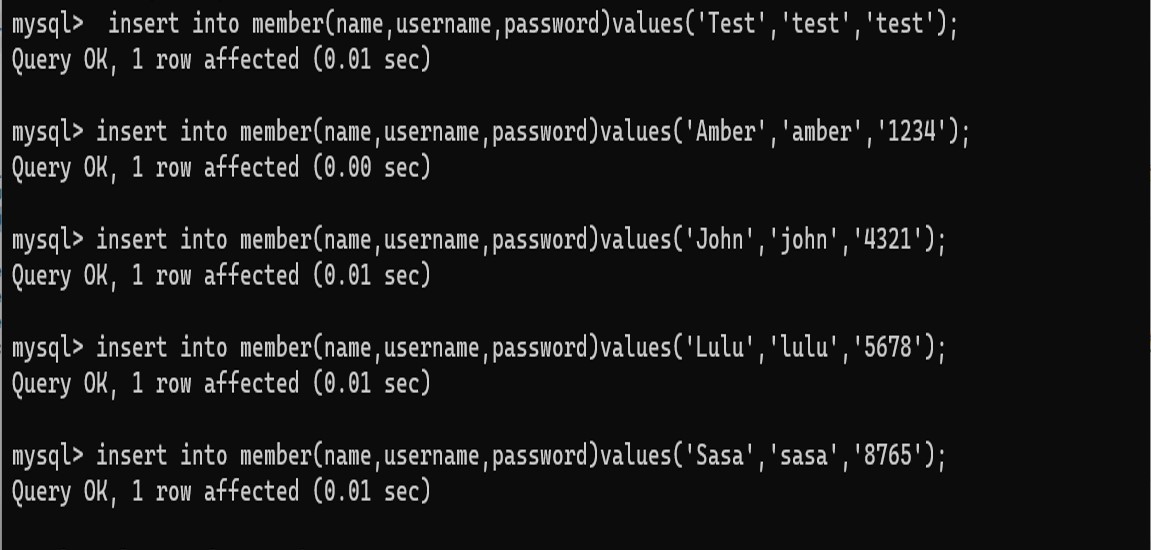 mysql>  insert into member(name,username,password)values('Test','test','test');
Query OK, 1 row affected (0.01 sec)
mysql> insert into member(name,username,password)values('Amber','amber','1234');
Query OK, 1 row affected (0.00 sec)
mysql> insert into member(name,username,password)values('John','john','4321');
Query OK, 1 row affected (0.01 sec)
mysql> insert into member(name,username,password)values('Lulu','lulu','5678');
Query OK, 1 row affected (0.01 sec)
mysql> insert into member(name,username,password)values('Sasa','sasa','8765');
Query OK, 1 row affected (0.01 sec)